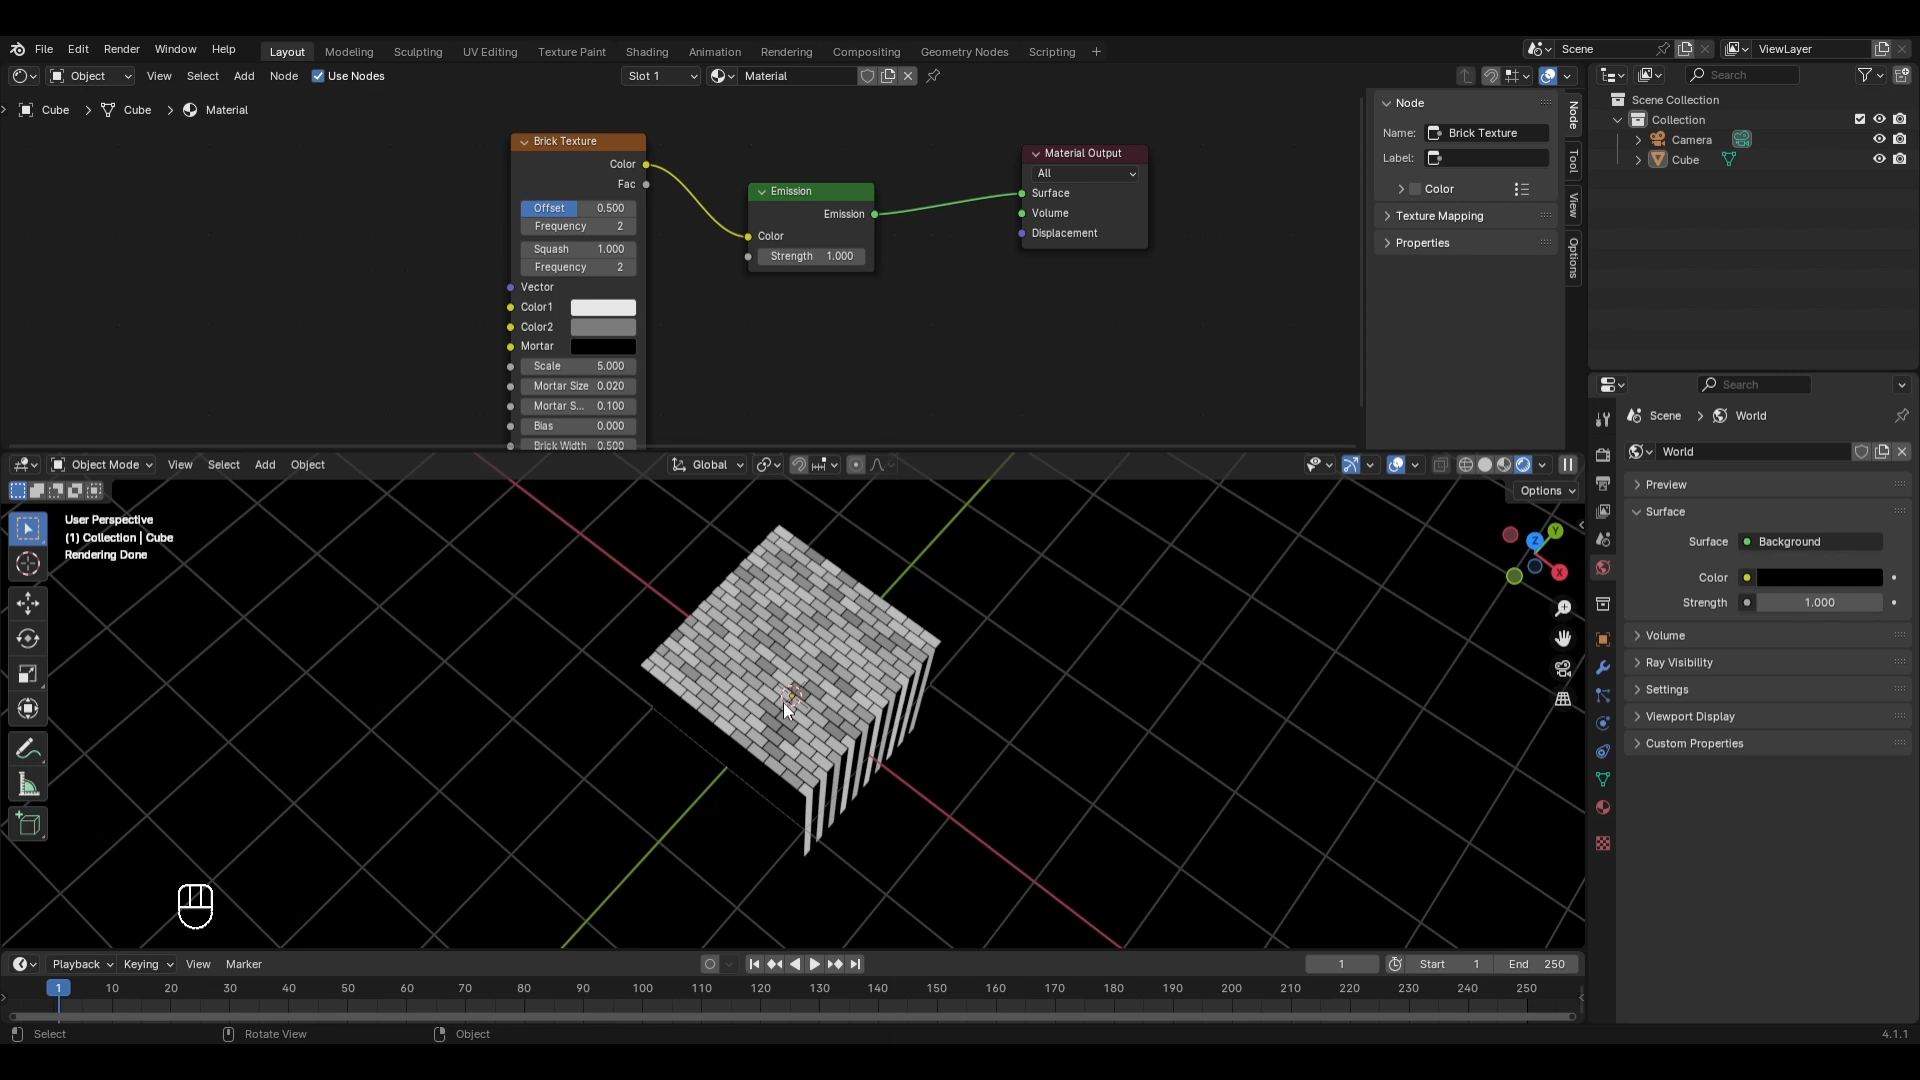 File Edit Render Window Help Layout Modeling Sculpting UV Editing Texture Paint Shading Animation Rendering Compositing Geometry Nodes Scripting + Scene ViewLayer
Object View Select Add Node Use Nodes Slot 1 Material Search
Cube > Cube > Material
Scene Collection
Collection
Camera
Cube
Brick Texture
Color
Fac
Offset 0.500
Frequency 2
Squash 1.000
Frequency 2
Vector
Color1
Color2
Mortar
Scale 5.000
Mortar Size 0.020
Mortar S... 0.100
Bias 0.000
Brick Width 0.500
Emission
Emission
Color
Strength 1.000
Material Output
All
Surface
Volume
Displacement
Node
Name: Brick Texture
Label:
Color
Texture Mapping
Properties
Node
Tool
View
Options
Object Mode View Select Add Object Global
Options
User Perspective
(1) Collection | Cube
Rendering Done
Z
Y
X
Search
Scene > World
World
Preview
Surface
Surface Background
Color
Strength 1.000
Volume
Ray Visibility
Settings
Viewport Display
Custom Properties
Playback Keying View Marker 1 Start 1 End 250
1 10 20 30 40 50 60 70 80 90 100 110 120 130 140 150 160 170 180 190 200 210 220 230 240 250
Select Rotate View Object 4.1.1